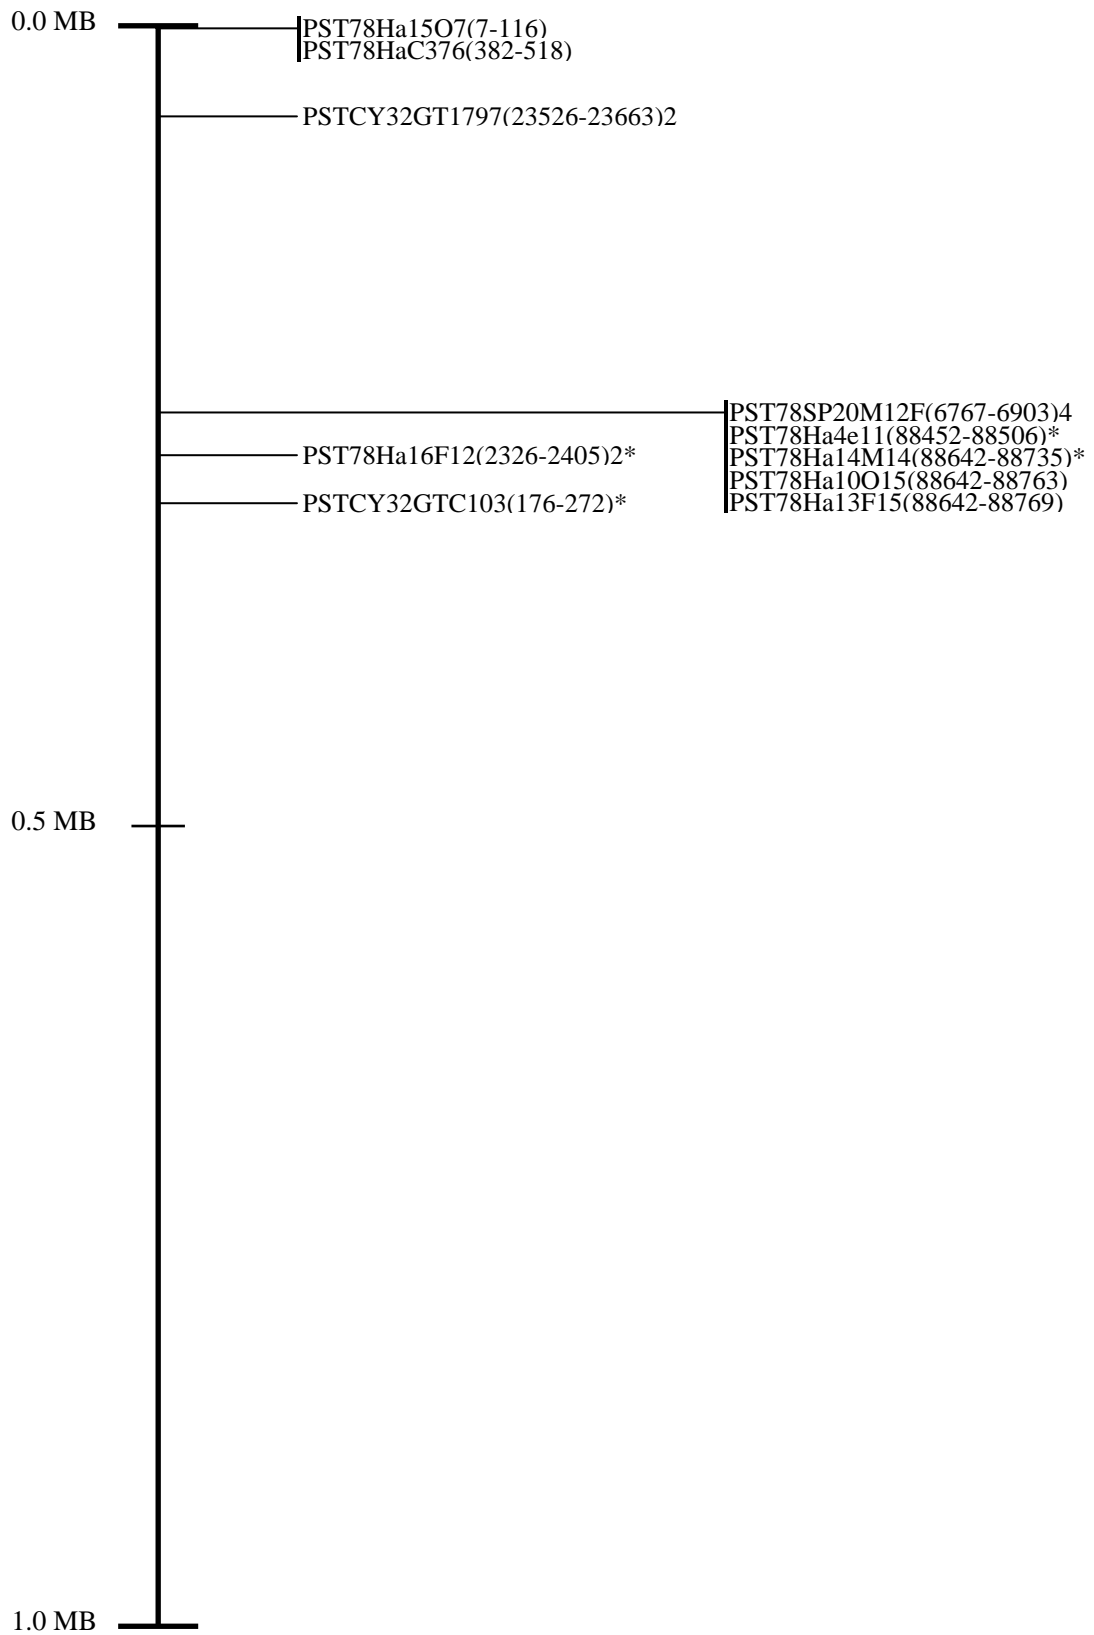 0.0 MB
PST78Ha15O7(7-116)
PST78HaC376(382-518)
PSTCY32GT1797(23526-23663)2
PST78SP20M12F(6767-6903)4
PST78Ha4e11(88452-88506)*
PST78Ha16F12(2326-2405)2*
PST78Ha14M14(88642-88735)*
PST78Ha10O15(88642-88763)
PSTCY32GTC103(176-272)*
PST78Ha13F15(88642-88769)
0.5 MB
1.0 MB